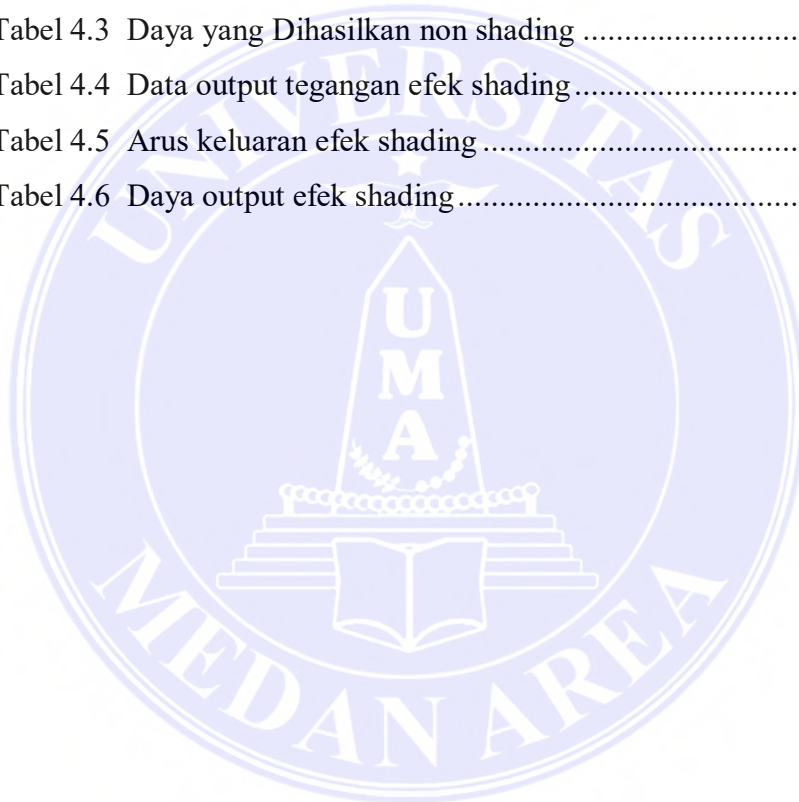 Tabel 4.3 Daya yang Dihasilkan non shading ..........................
Tabel 4.4 Data output tegangan efek shading...........................
Tabel 4.5 Arus keluaran efek shading ......................................
Tabel 4.6 Daya output efek shading.........................................
UNIVERSITAS
U
M
A
MEDAN AREA